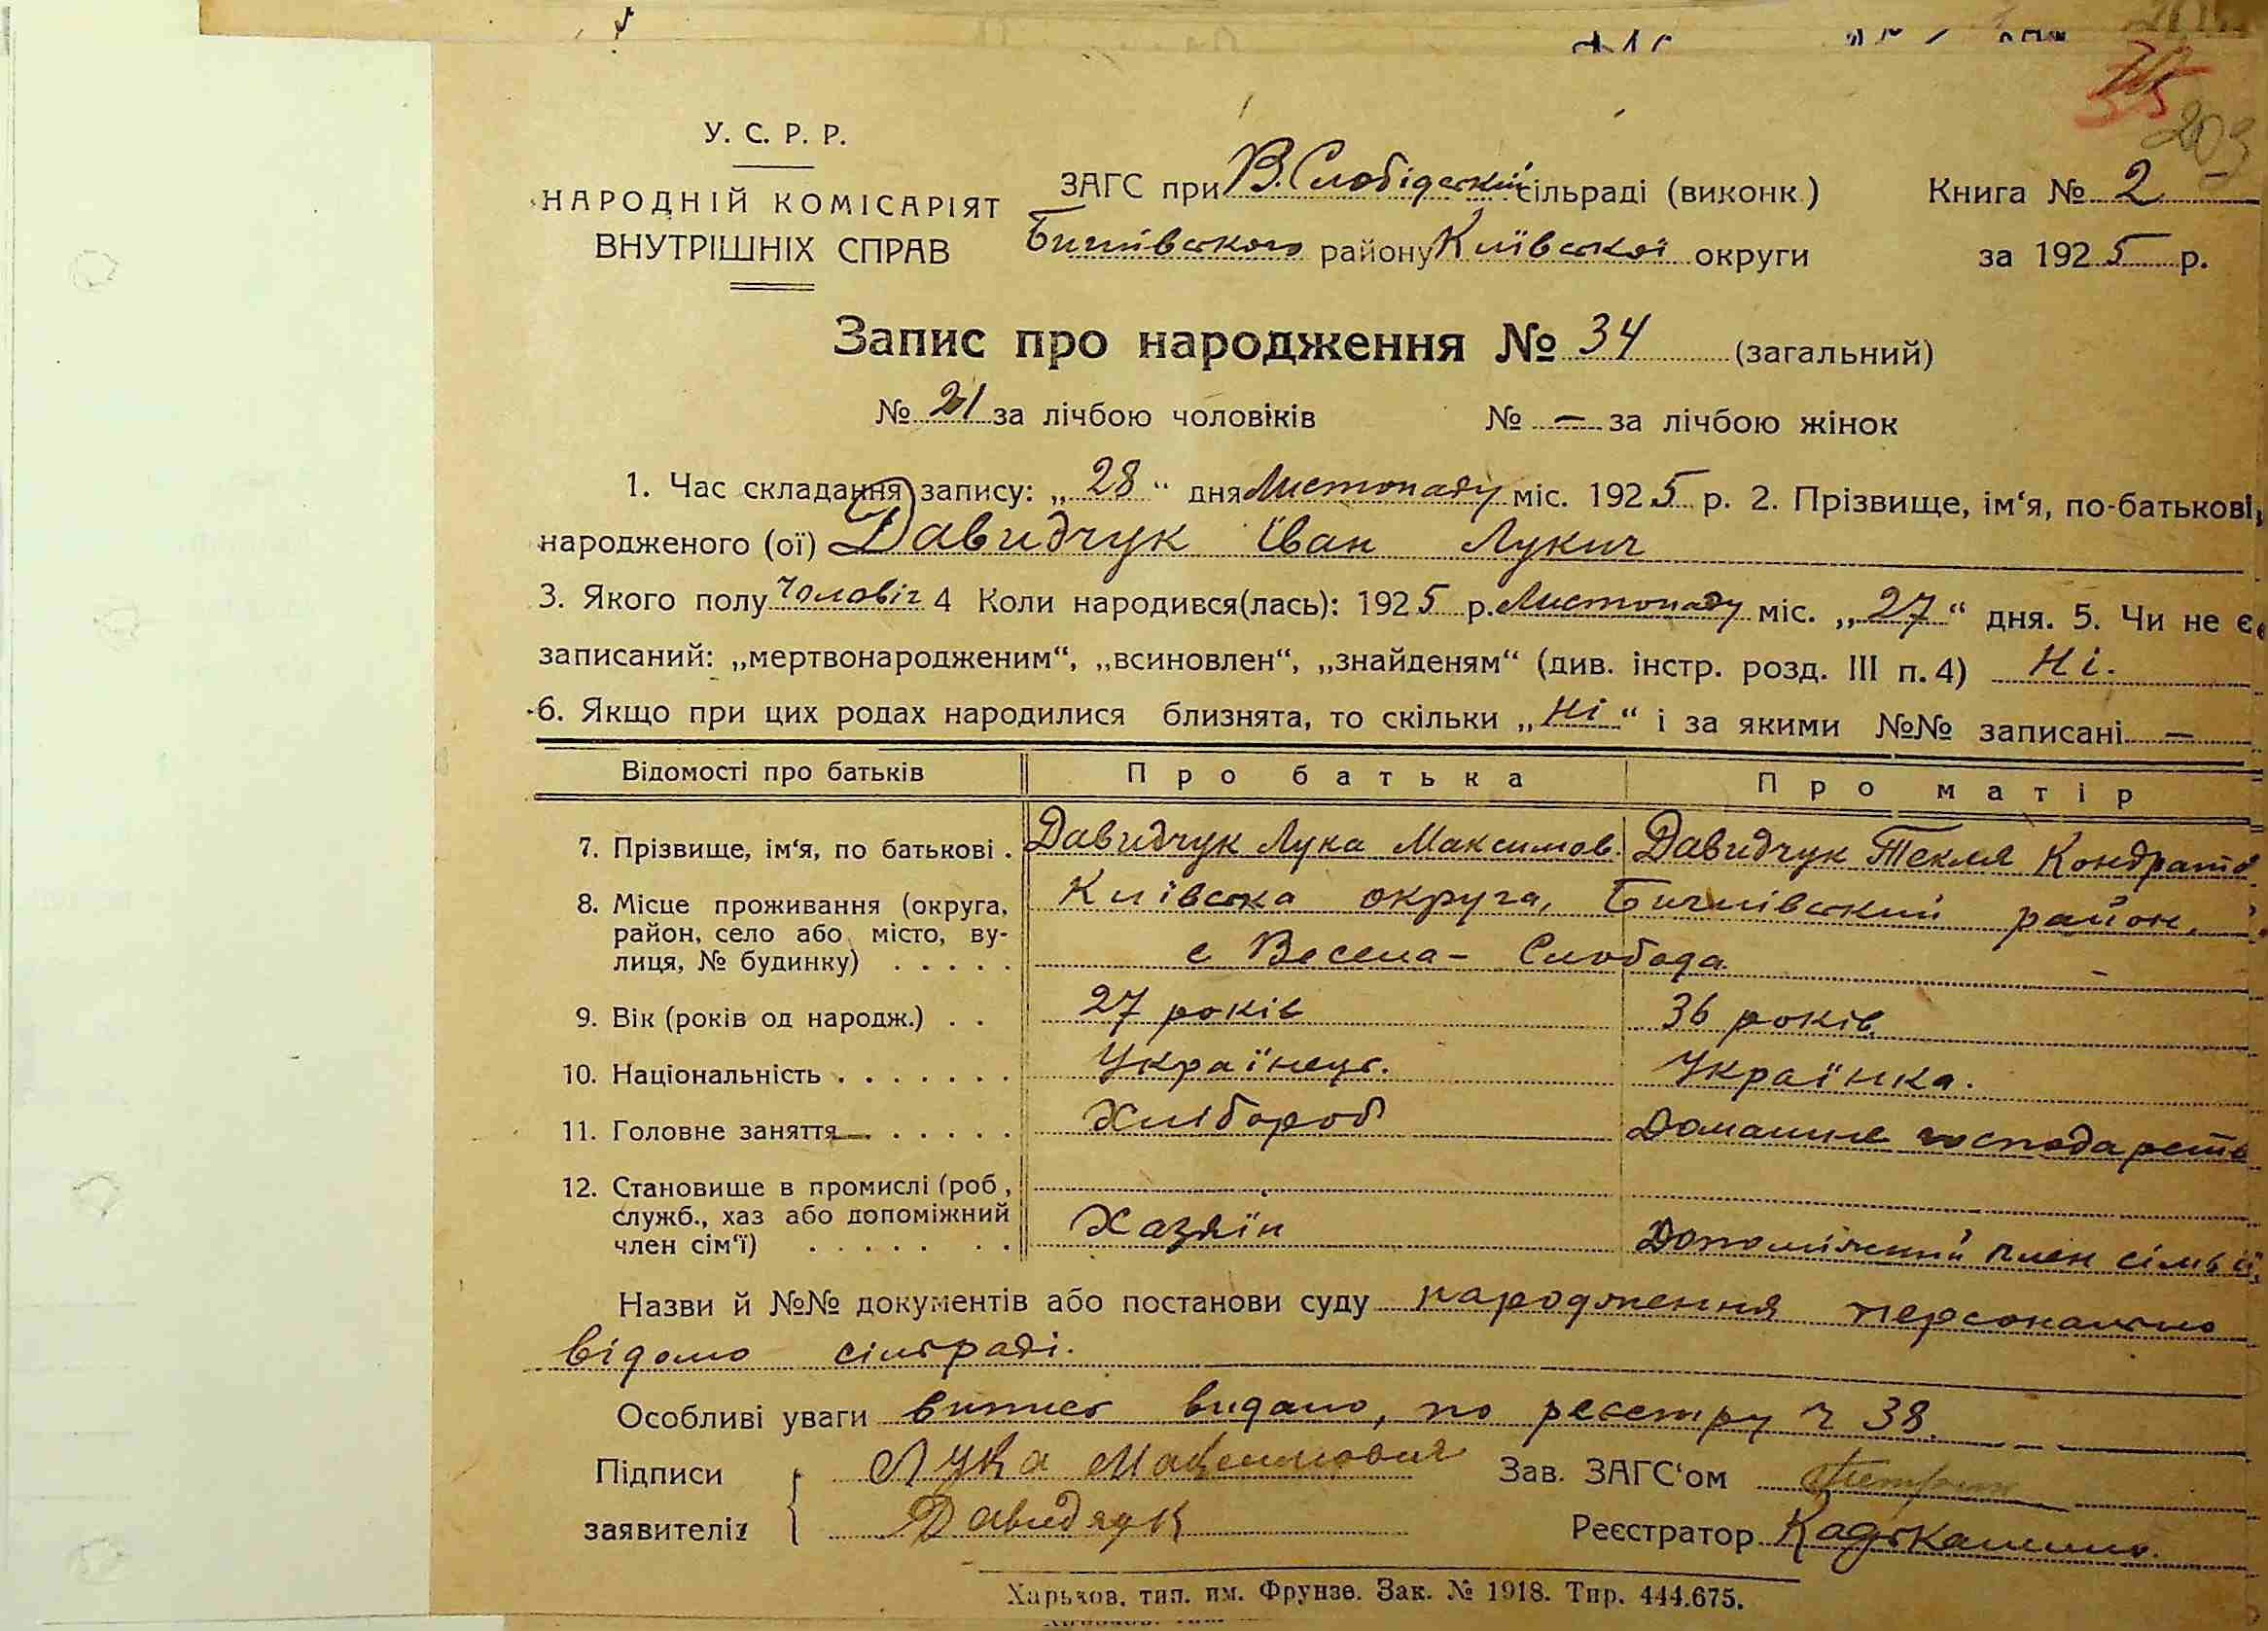 203
У. С. Р. Р.
НАРОДНІЙ КОМІСАРІЯТ
ВНУТРІШНІХ СПРАВ
ЗАГС при В. Слобідській сільраді (виконк.)
Книга № 2
Бишівського району Київської округи
за 1925 р.
Запис про народження № 34 (загальний)
№ 21 за лічбою чоловіків № – за лічбою жінок
1. Час складання запису: „28“ дня Листопаду міс. 1925 р. 2. Прізвище, ім‘я, по-батькові,
народженого (ої) Давидчук Іван Лукич
3. Якого полу Чоловіч 4 Коли народився(лась): 1925 р. Листопаду міс. „27“ дня. 5. Чи не є
записаний: „мертвонародженим“, „всиновлен“, „знайденям“ (див. інстр. розд. III п. 4) Ні.
6. Якщо при цих родах народилися близнята, то скільки „Ні“ і за якими №№ записані –
Відомості про батьків Про батька Про матір
7. Прізвище, ім‘я, по батькові . Давидчук Лука Максимов. Давидчук Текля Кондратов.
8. Місце проживання (округа, Київська округа, Бишівський район,
район, село або місто, ву-
лиця, № будинку) . . . . . с Весела - Слобода
9. Вік (років од народж.) . . 27 років 36 років
10. Національність . . . . . . . Українець. Українка.
11. Головне заняття . . . . . Хлібороб Домашнє господарств
12. Становище в промислі (роб,
служб., хаз або допоміжний Хазяїн Допоміжний член сімьї
член сім‘ї) . . . . . . .
Назви й №№ документів або постанови суду народження персонально
відомо сільраді.
Особливі уваги витпис видано, по реєстру ч 38.
Підписи Лука Максимович Зав. ЗАГС‘ом
заявителів Давидчук Реєстратор
Харьков. тип. им. Фрунзе. Зак. № 1918. Тир. 444.675.